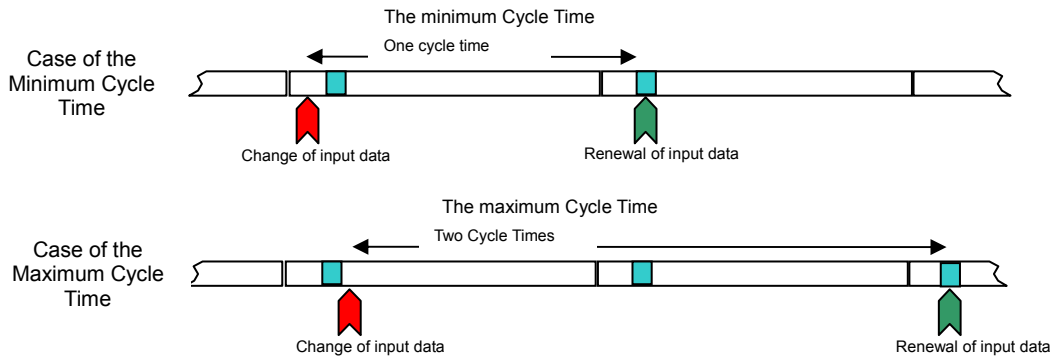 The minimum Cycle Time
One cycle time
Case of the
Minimum Cycle
Time
Change of input data
Renewal of input data
The maximum Cycle Time
Two Cycle Times
Case of the
Maximum Cycle
Time
Change of input data
Renewal of input data